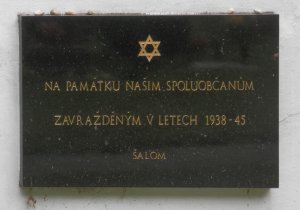 NA PAMÁTKU NAŠIM SPOLUOBČANŮM
ZAVRAŽDĚNÝM V LETECH 1938-45
ŠALOM